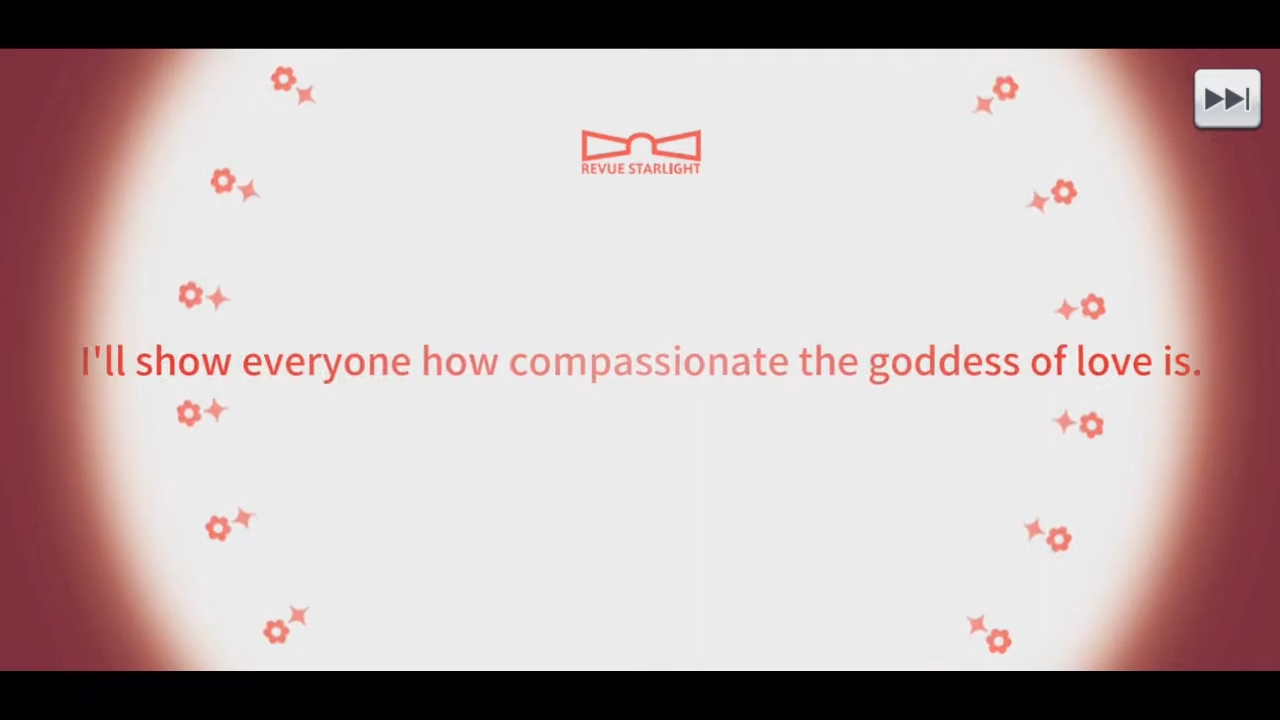 REVUE STARLIGHT
I'll show everyone how compassionate the goddess of love is.